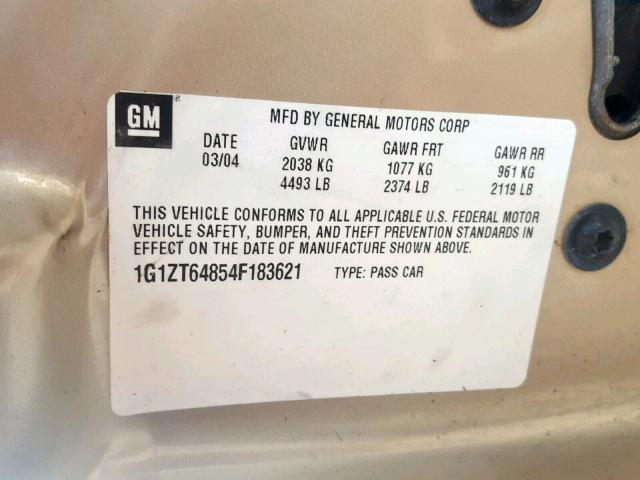 GM
MFD BY GENERAL MOTORS CORP
DATE GVWR GAWR FRT GAWR RR
03/04 2038 KG 1077 KG 961 KG
4493 LB 2374 LB 2119 LB
THIS VEHICLE CONFORMS TO ALL APPLICABLE U.S. FEDERAL MOTOR
VEHICLE SAFETY, BUMPER, AND THEFT PREVENTION STANDARDS IN
EFFECT ON THE DATE OF MANUFACTURE SHOWN ABOVE.
1G1ZT64854F183621 TYPE: PASS CAR